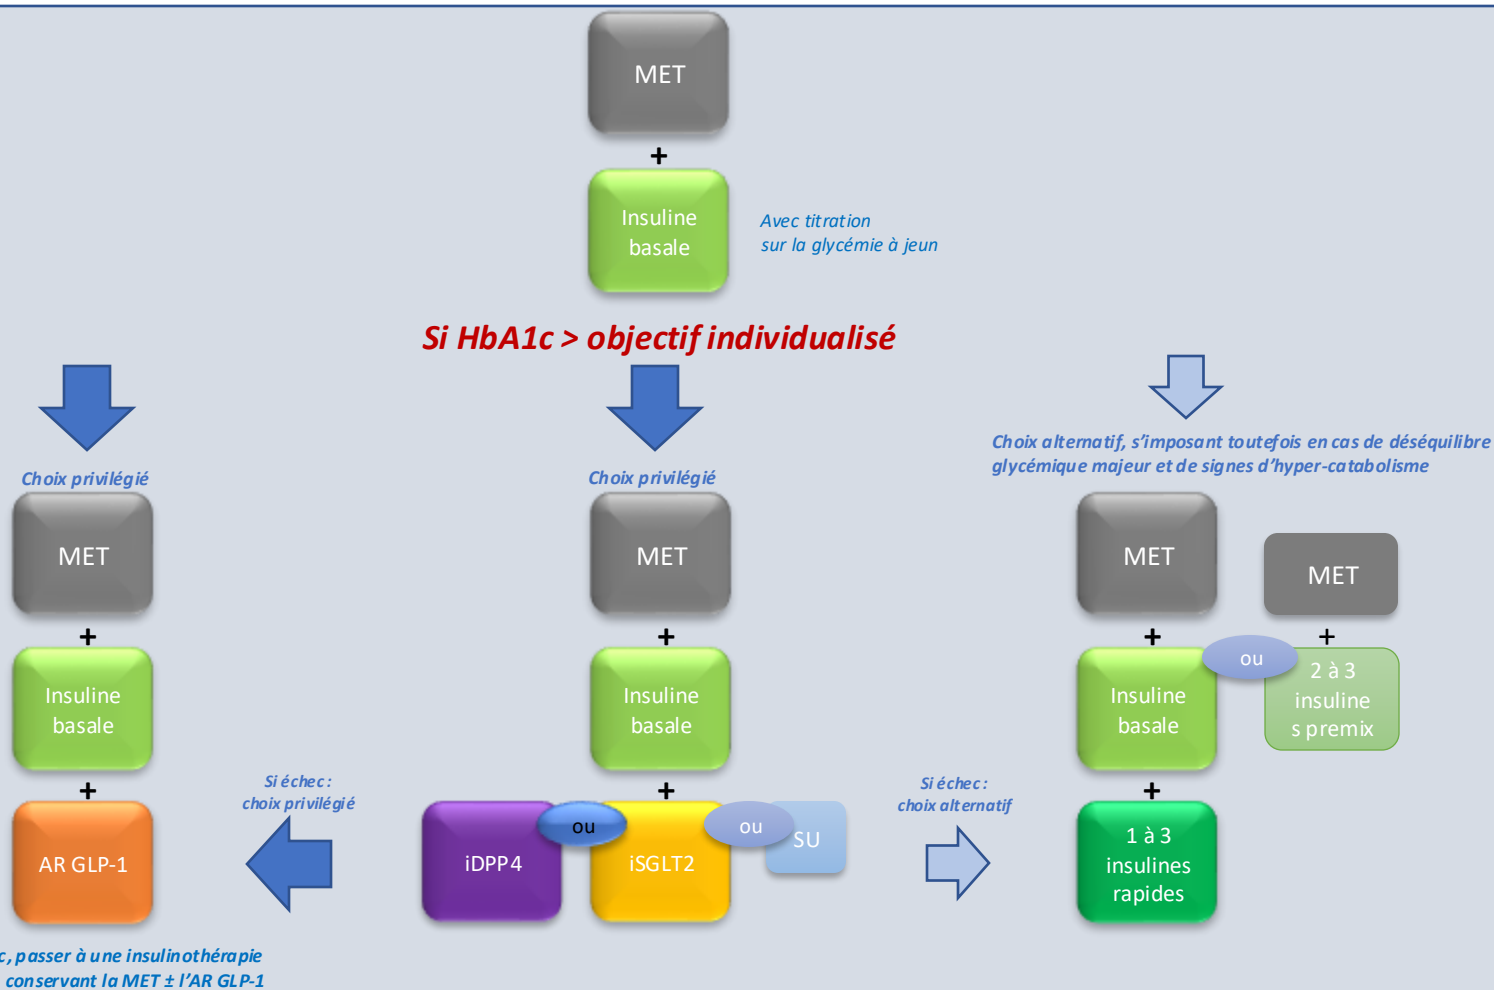 MET
+
Insuline
basale
Avec titration
sur la glycémie à jeun
Si HbA1c > objectif individualisé
Choix privilégié
MET
+
Insuline
basale
+
AR GLP-1
c, passer à une insulinothérapie
conservant la MET ± l'AR GLP-1
Si échec :
choix privilégié
Choix privilégié
MET
+
Insuline
basale
+
iDPP4
ou
iSGLT2
ou
SU
Si échec :
choix alternatif
Choix alternatif, s'imposant toutefois en cas de déséquilibre
glycémique majeur et de signes d'hyper-catabolisme
MET
+
Insuline
basale
+
1 à 3
insulines
rapides
ou
MET
+
2 à 3
insuline
s premix